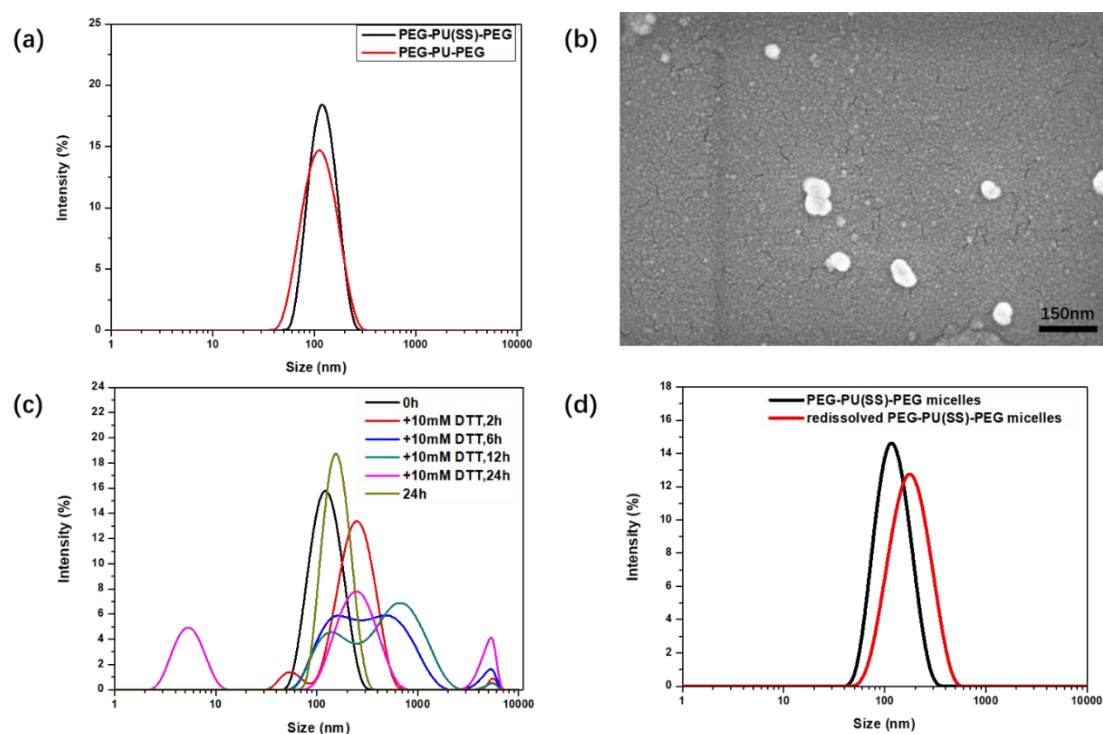 (a)
PEG-PU(SS)-PEG
PEG-PU-PEG
25
20
15
10
5
0
Intensity (%)
1 10 100 1000 10000
Size (nm)
(b)
150nm
(c)
0h
+10mM DTT,2h
+10mM DTT,6h
+10mM DTT,12h
+10mM DTT,24h
24h
24
22
20
18
16
14
12
10
8
6
4
2
0
Intensity (%)
1 10 100 1000 10000
Size (nm)
(d)
PEG-PU(SS)-PEG micelles
redissolved PEG-PU(SS)-PEG micelles
18
16
14
12
10
8
6
4
2
0
Intensity (%)
1 10 100 1000 10000
Size (nm)